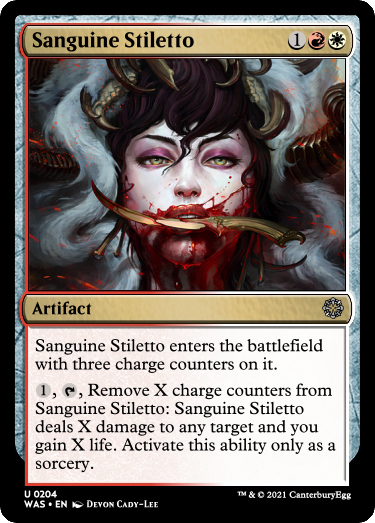 Sanguine Stiletto 1
Artifact
Sanguine Stiletto enters the battlefield
with three charge counters on it.
1, , Remove X charge counters from
Sanguine Stiletto: Sanguine Stiletto
deals X damage to any target and you
gain X life. Activate this ability only as a
sorcery.
U 0204
WAS • EN Devon Cady-Lee
™ & © 2021 CanterburyEgg